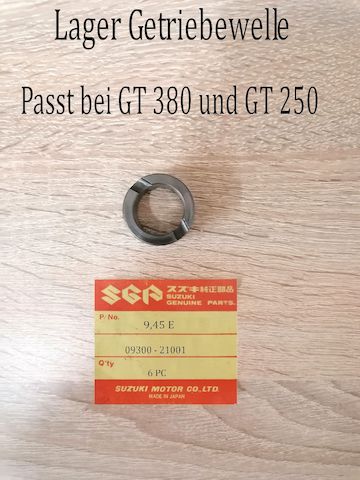 Lager Getriebewelle
Passt bei GT 380 und GT 250
SGP
スズキ純正部品
SUZUKI
GENUINE PARTS.
P/No.
9,45 E
09300-21001
Q'ty
6 PC
SUZUKI MOTOR CO.,LTD.
MADE IN JAPAN